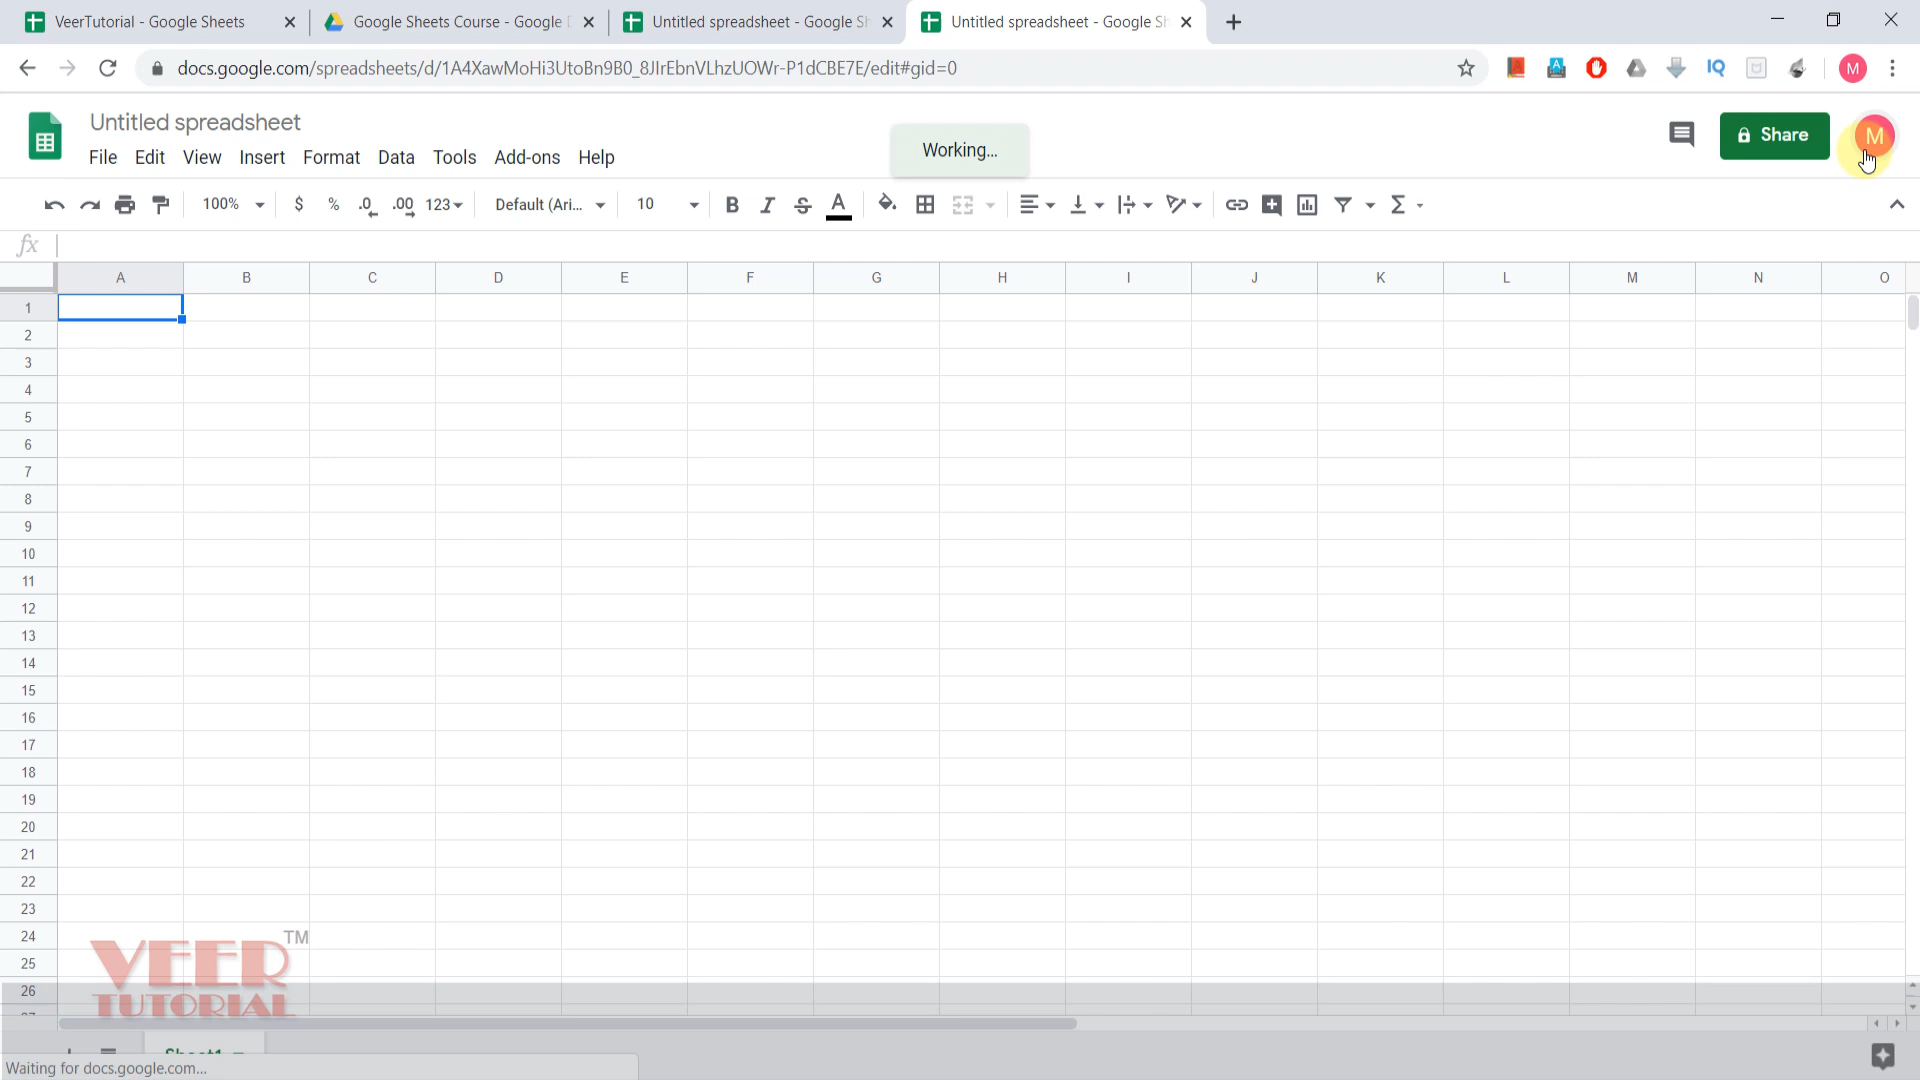 VeerTutorial - Google Sheets
Google Sheets Course - Google D
Untitled spreadsheet - Google Sh
Untitled spreadsheet - Google Sh
docs.google.com/spreadsheets/d/1A4XawMoHi3UtoBn9B0_8JIrEbnVLhzUOWr-P1dCBE7E/edit#gid=0
IQ
M
Untitled spreadsheet
Working...
Share
M
File Edit View Insert Format Data Tools Add-ons Help
100% $ % .0 .00 123 Default (Ari... 10 B I S A Σ
fx
A B C D E F G H I J K L M N O
1
2
3
4
5
6
7
8
9
10
11
12
13
14
15
16
17
18
19
20
21
22
23
24
25
26
VEER TM
TUTORIAL
Sheet1
Waiting for docs.google.com...